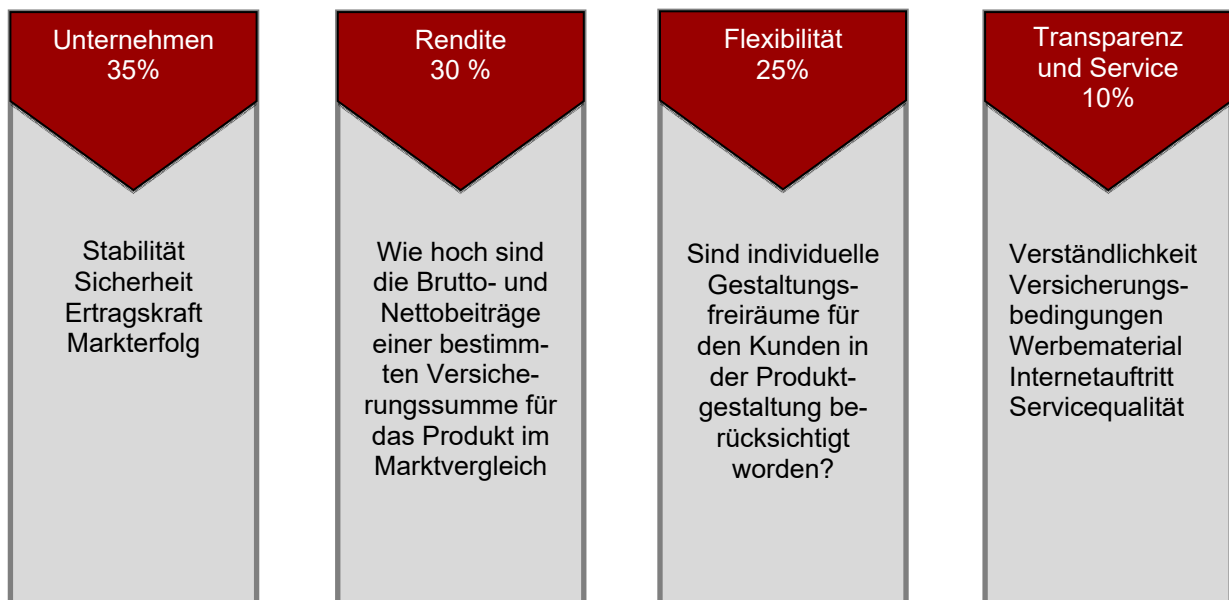 Unternehmen
35%
Stabilität
Sicherheit
Ertragskraft
Markterfolg
Rendite
30 %
Wie hoch sind
die Brutto- und
Nettobeiträge
einer bestimm-
ten Versiche-
rungssumme für
das Produkt im
Marktvergleich
Flexibilität
25%
Sind individuelle
Gestaltungs-
freiräume für
den Kunden in
der Produkt-
gestaltung be-
rücksichtigt
worden?
Transparenz
und Service
10%
Verständlichkeit
Versicherungs-
bedingungen
Werbematerial
Internetauftritt
Servicequalität